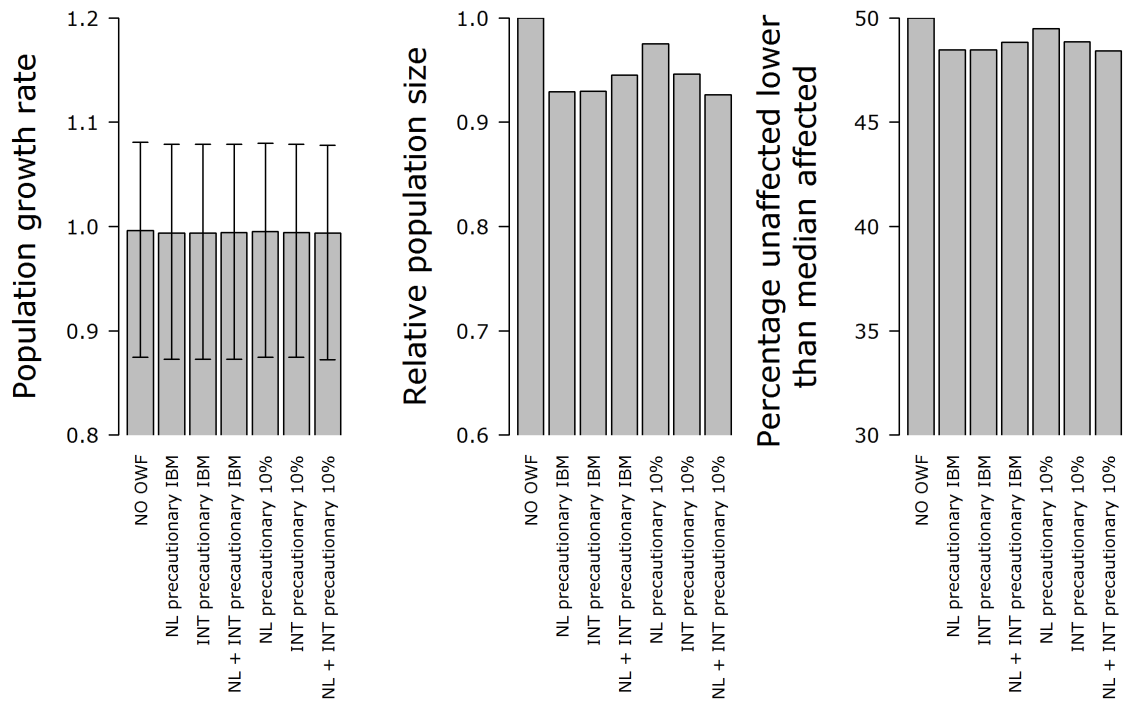 Population growth rate
1.2
1.1
1.0
0.9
0.8
NO OWF
NL precautionary IBM
INT precautionary IBM
NL + INT precautionary IBM
NL precautionary 10%
INT precautionary 10%
NL + INT precautionary 10%
Relative population size
1.0
0.9
0.8
0.7
0.6
NO OWF
NL precautionary IBM
INT precautionary IBM
NL + INT precautionary IBM
NL precautionary 10%
INT precautionary 10%
NL + INT precautionary 10%
Percentage unaffected lower
than median affected
50
45
40
35
30
NO OWF
NL precautionary IBM
INT precautionary IBM
NL + INT precautionary IBM
NL precautionary 10%
INT precautionary 10%
NL + INT precautionary 10%